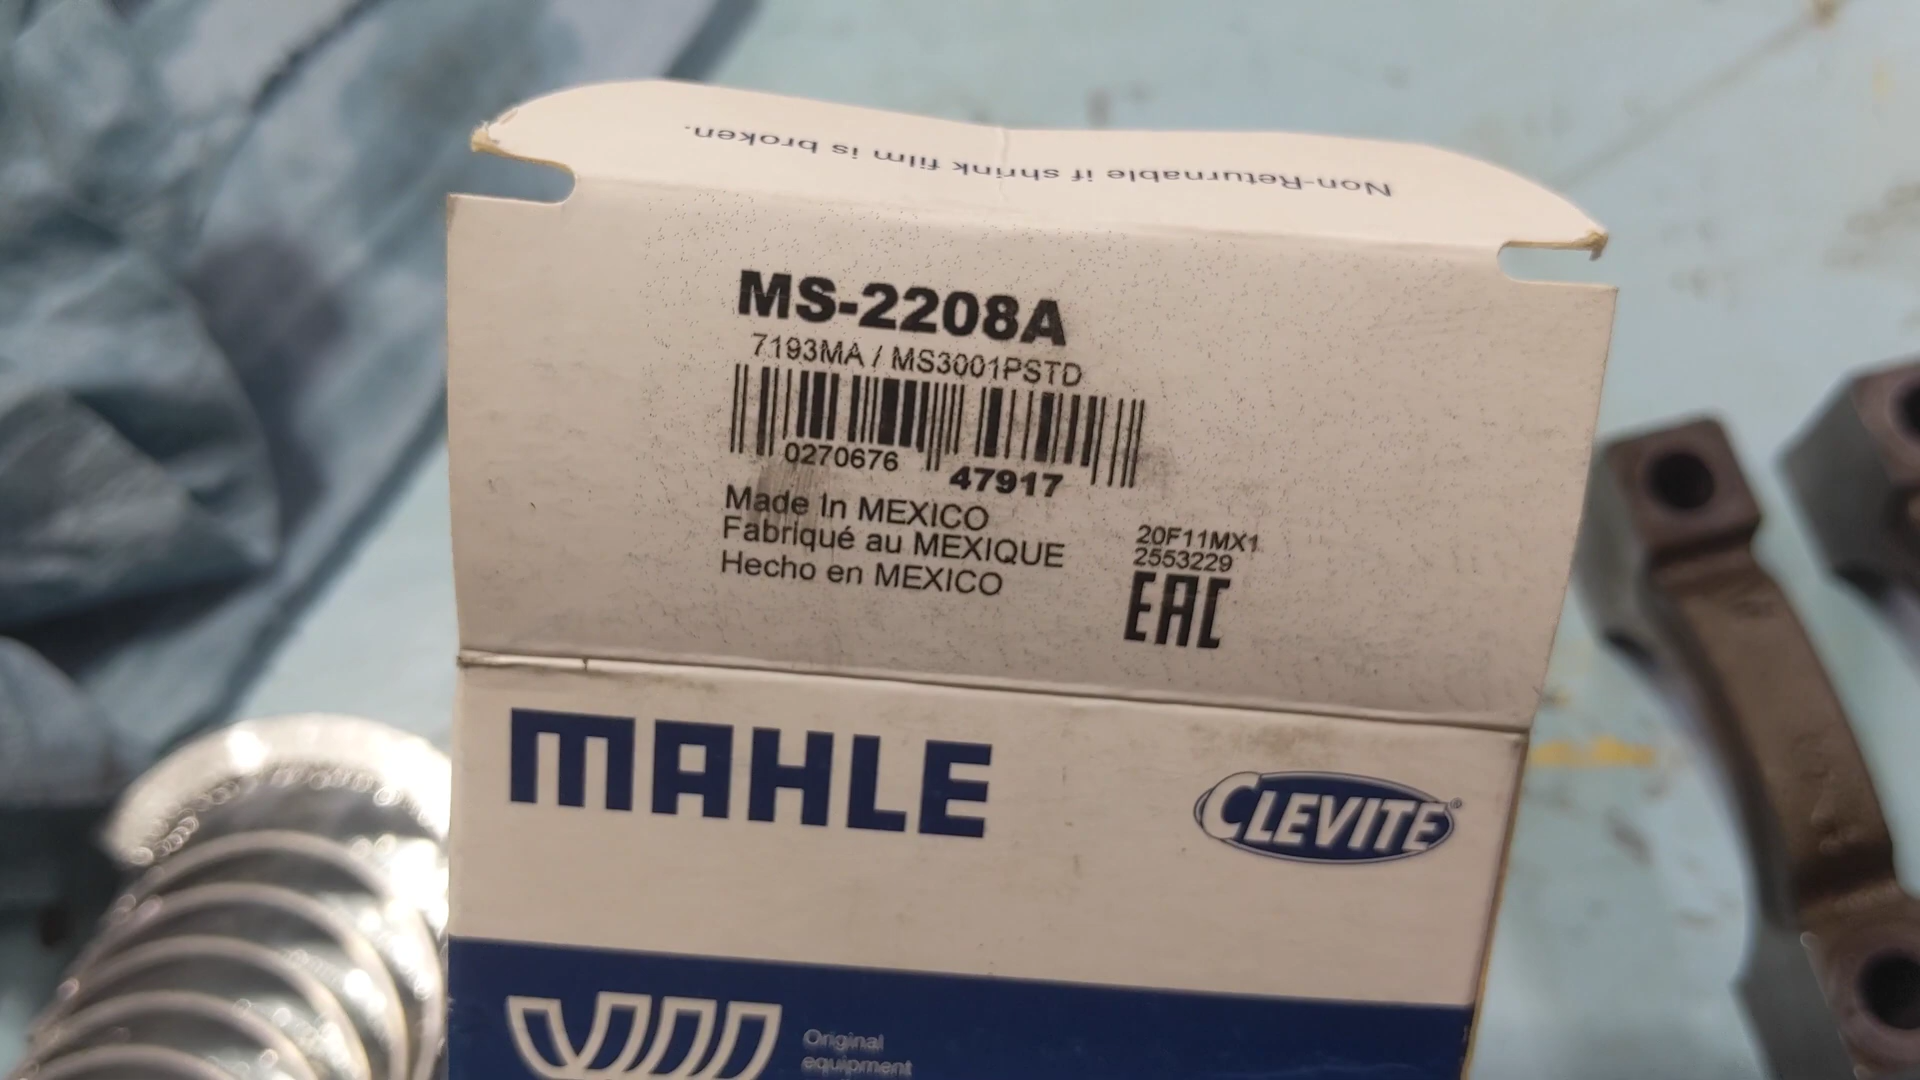 Non-Returnable if shrink film is broken.
MS-2208A
7193MA / MS3001PSTD
0270676 47917
Made In MEXICO
Fabriqué au MEXIQUE
Hecho en MEXICO
20F11MX1
2553229
EAC
MAHLE
CLEVITE®
Original
equipment